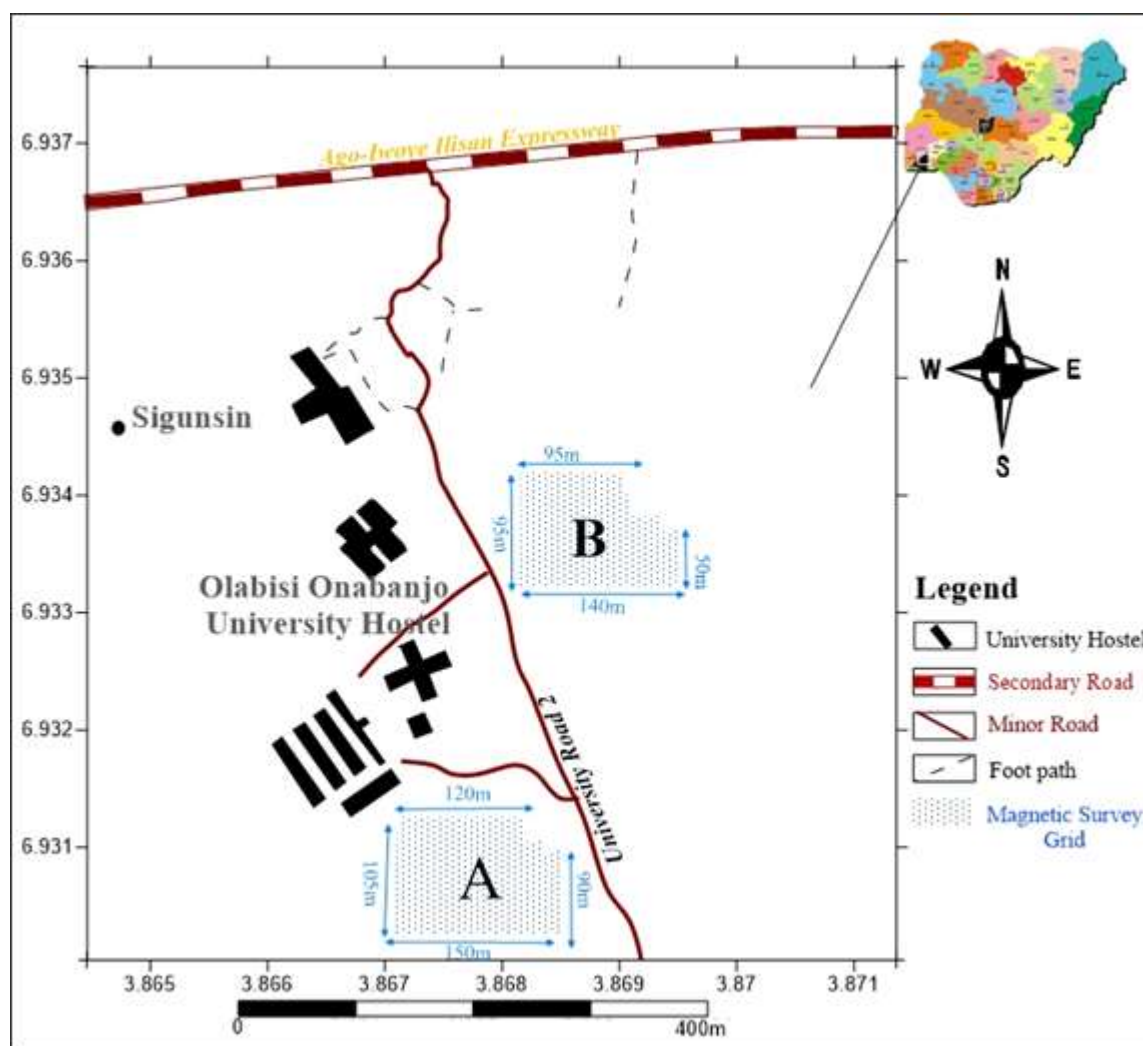 Ago-Iwoye Ilisan Expressway
6.937
6.936
6.935
6.934
6.933
6.932
6.931
N
W
E
S
Sigunsin
95m
95m
B
50m
140m
Olabisi Onabanjo
University Hostel
University Road 2
120m
105m
A
90m
150m
Legend
University Hostel
Secondary Road
Minor Road
Foot path
Magnetic Survey
Grid
3.865
3.866
3.867
3.868
3.869
3.87
3.871
0
400m